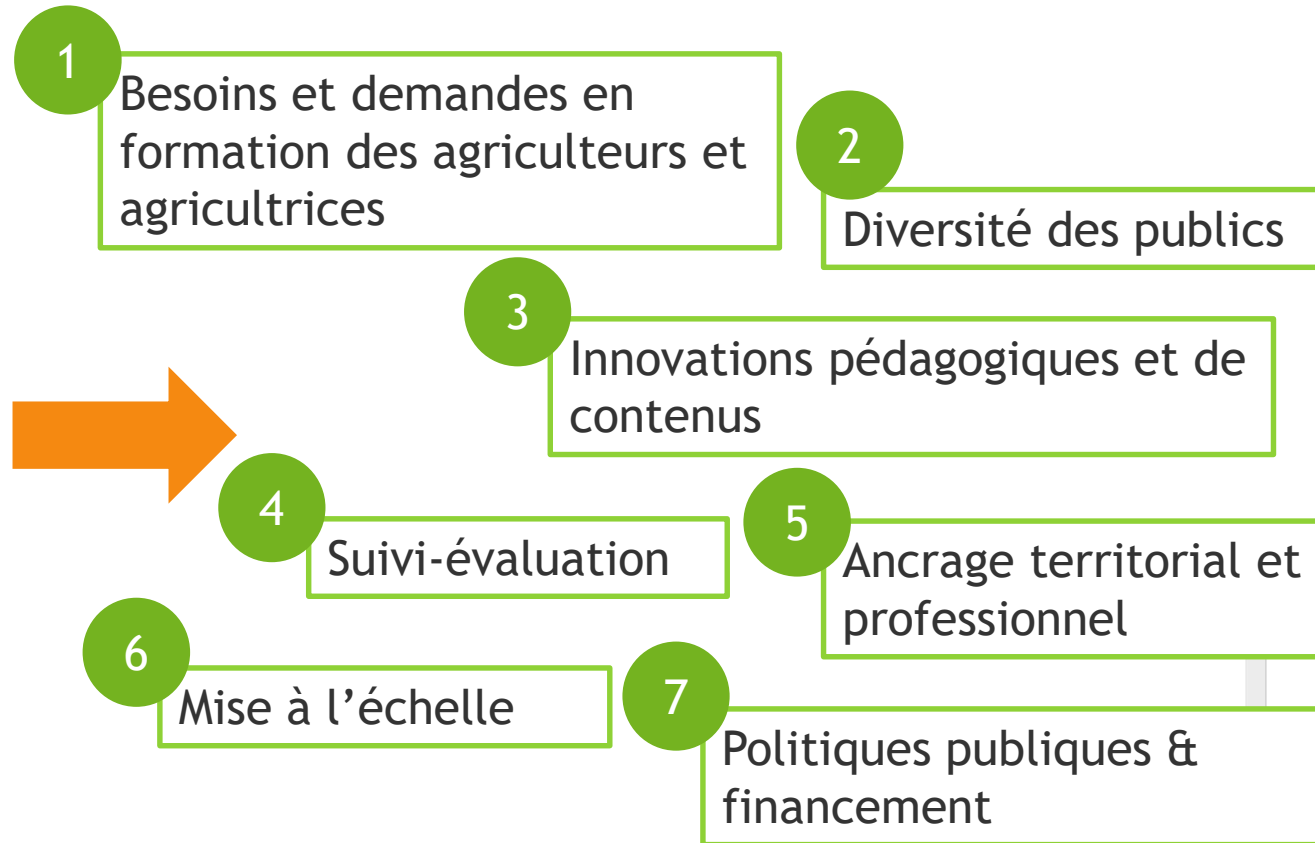 1
Besoins et demandes en
formation des agriculteurs et
agricultrices
2
Diversité des publics
3
Innovations pédagogiques et de
contenus
4
Suivi-évaluation
5
Ancrage territorial et
professionnel
6
Mise à l’échelle
7
Politiques publiques &
financement